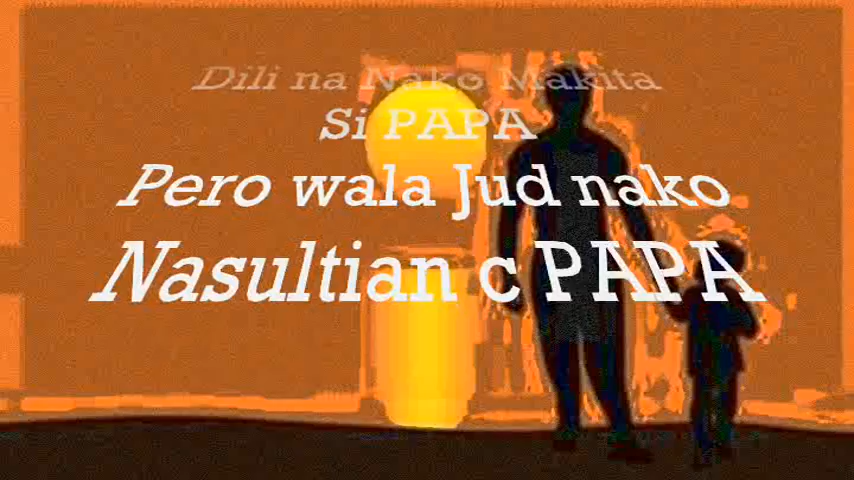 Dili na Nako Makita
Si PAPA
Pero wala Jud nako
Nasultian c PAPA